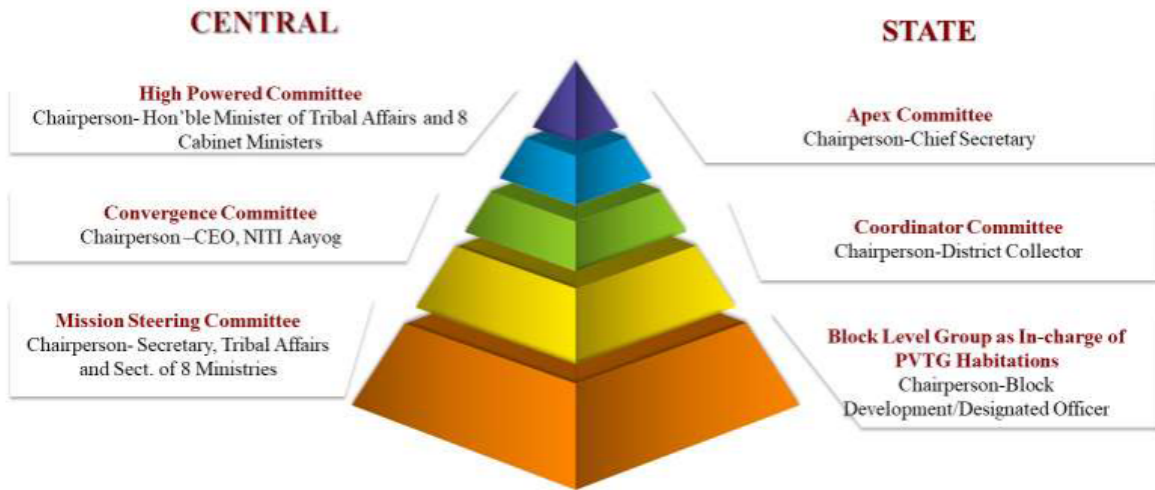 CENTRAL
High Powered Committee
Chairperson- Hon’ble Minister of Tribal Affairs and 8
Cabinet Ministers
Convergence Committee
Chairperson –CEO, NITI Aayog
Mission Steering Committee
Chairperson- Secretary, Tribal Affairs
and Sect. of 8 Ministries
STATE
Apex Committee
Chairperson-Chief Secretary
Coordinator Committee
Chairperson-District Collector
Block Level Group as In-charge of
PVTG Habitations
Chairperson-Block
Development/Designated Officer